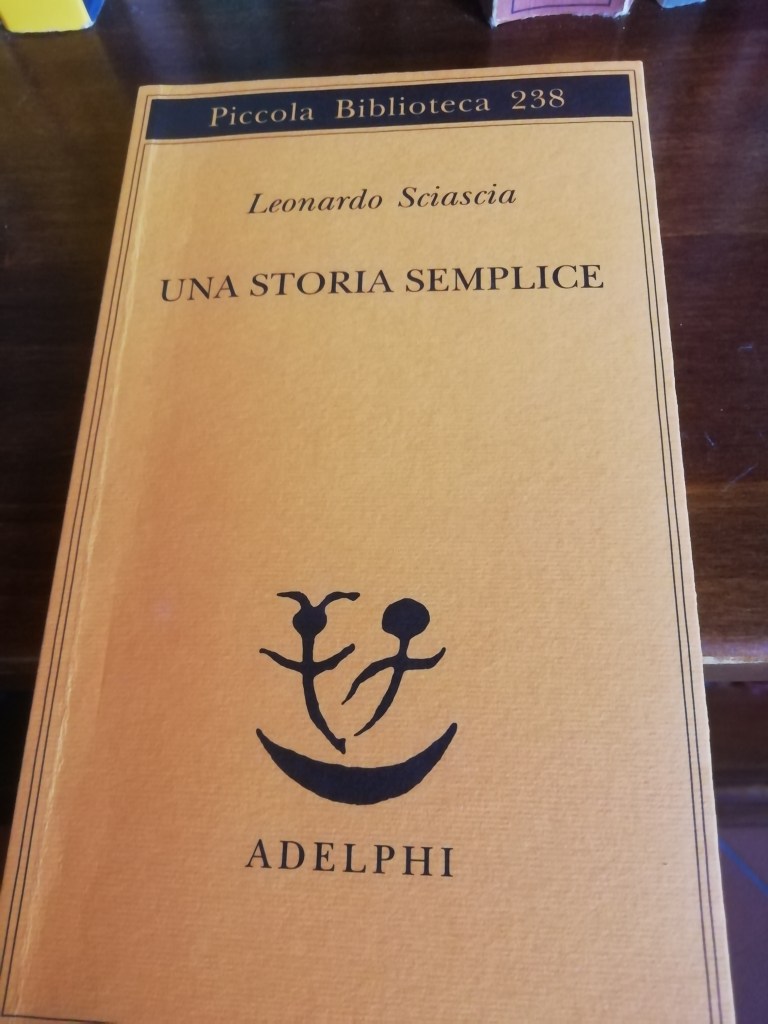 Piccola Biblioteca 238
Leonardo Sciascia
UNA STORIA SEMPLICE
ADELPHI